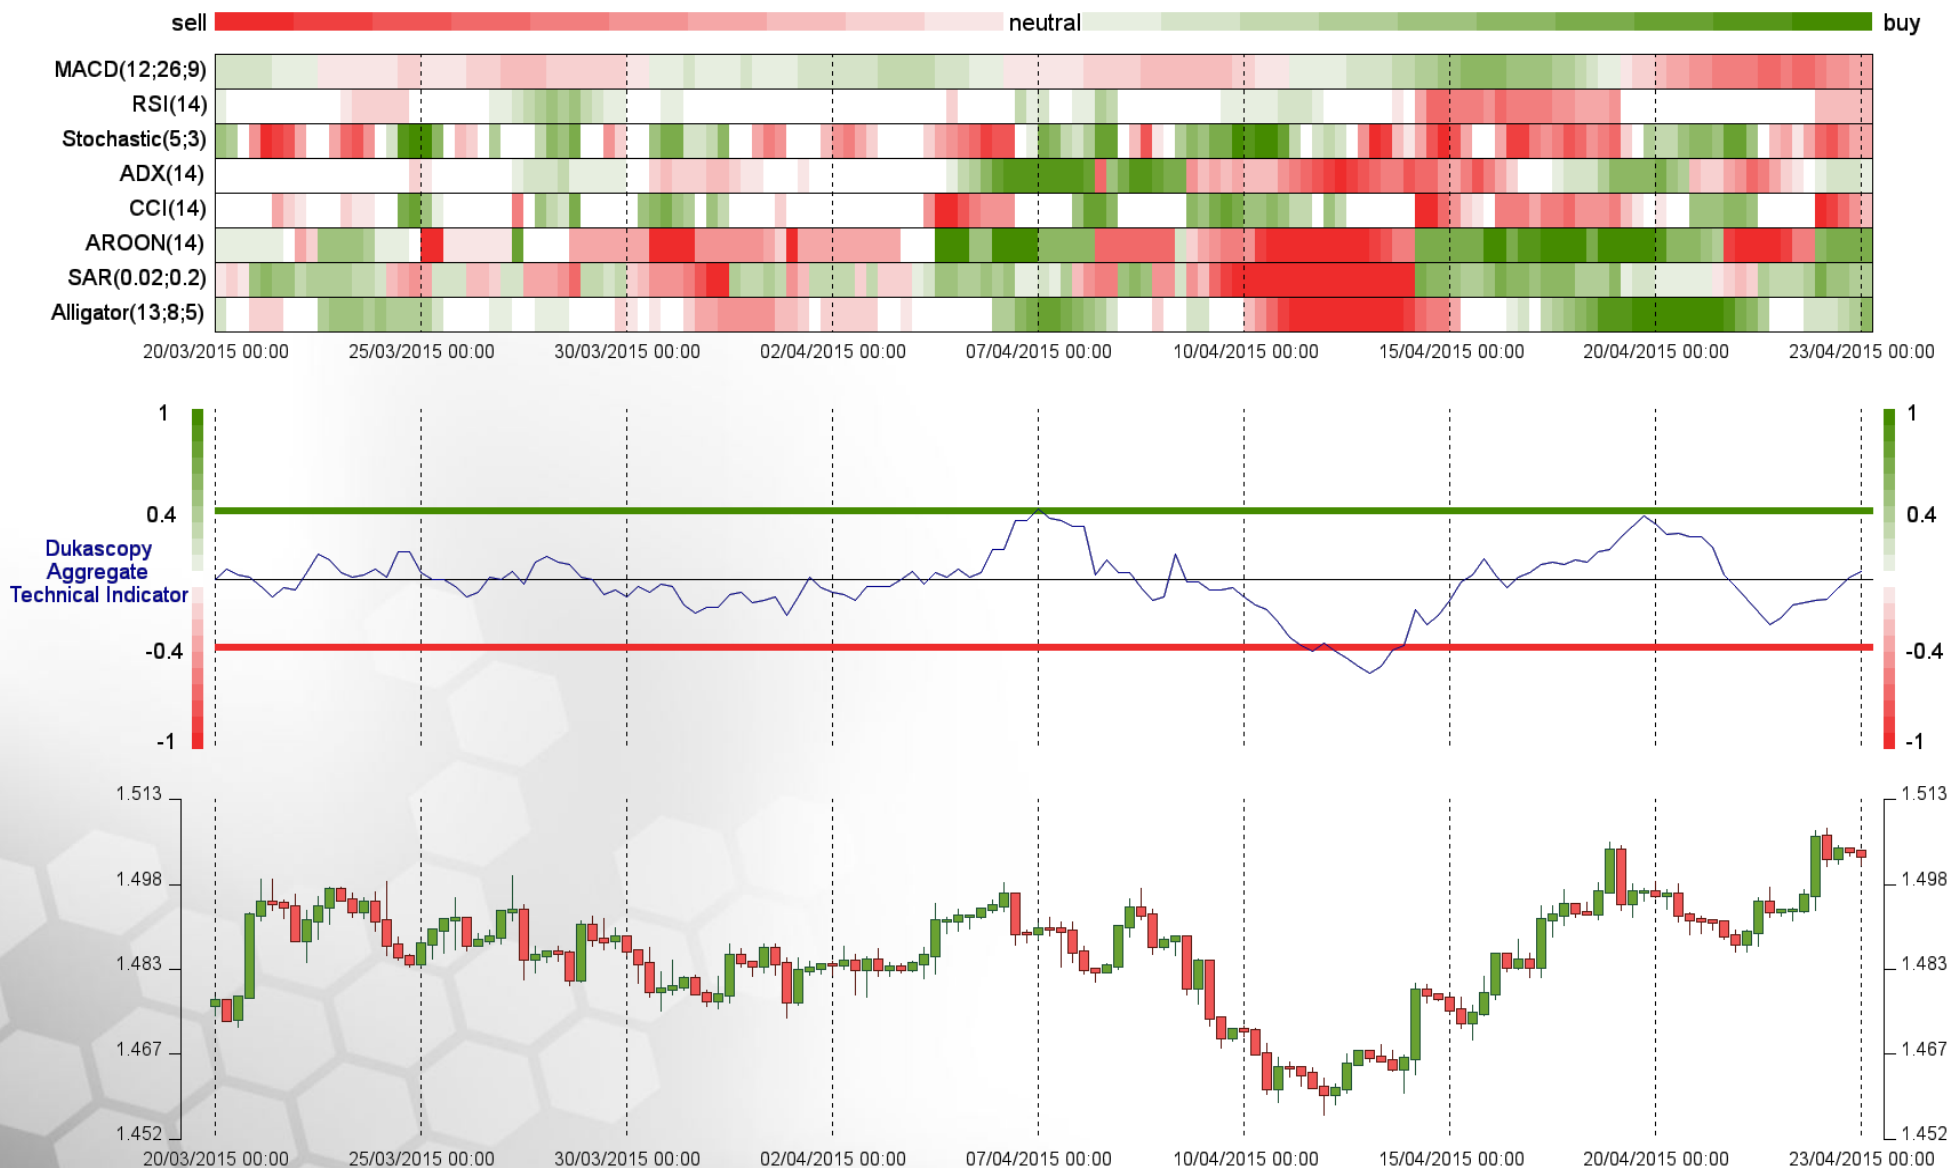 sell neutral buy
MACD(12;26;9)
RSI(14)
Stochastic(5;3)
ADX(14)
CCI(14)
AROON(14)
SAR(0.02;0.2)
Alligator(13;8;5)
20/03/2015 00:00 25/03/2015 00:00 30/03/2015 00:00 02/04/2015 00:00 07/04/2015 00:00 10/04/2015 00:00 15/04/2015 00:00 20/04/2015 00:00 23/04/2015 00:00
1 1
0.4 0.4
Dukascopy
Aggregate
Technical Indicator
-0.4 -0.4
-1 -1
1.513 1.513
1.498 1.498
1.483 1.483
1.467 1.467
1.452 1.452
20/03/2015 00:00 25/03/2015 00:00 30/03/2015 00:00 02/04/2015 00:00 07/04/2015 00:00 10/04/2015 00:00 15/04/2015 00:00 20/04/2015 00:00 23/04/2015 00:00